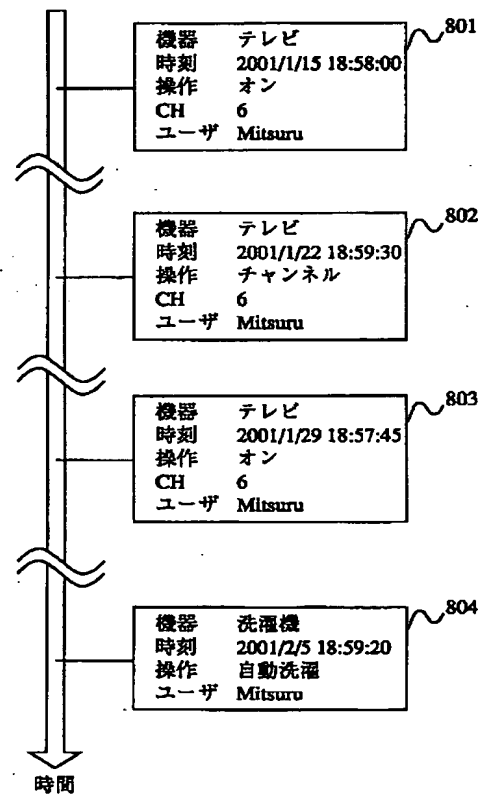 801
機器 テレビ
時刻 2001/1/15 18:58:00
操作 オン
CH 6
ユーザ Mitsuru
802
機器 テレビ
時刻 2001/1/22 18:59:30
操作 チャンネル
CH 6
ユーザ Mitsuru
803
機器 テレビ
時刻 2001/1/29 18:57:45
操作 オン
CH 6
ユーザ Mitsuru
804
機器 洗濯機
時刻 2001/2/5 18:59:20
操作 自動洗濯
ユーザ Mitsuru
時間